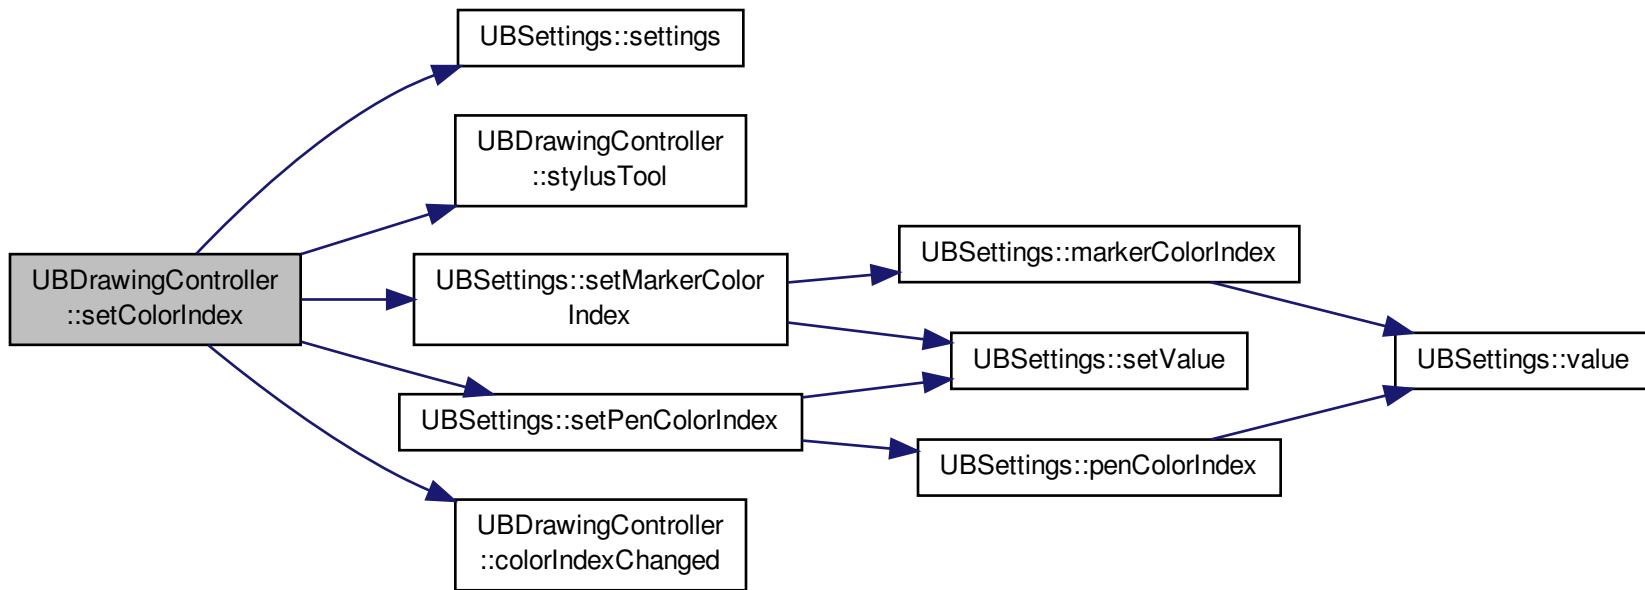 UBSettings::settings
UBDrawingController
::stylusTool
UBDrawingController
::setColorIndex
UBSettings::setMarkerColor
Index
UBSettings::markerColorIndex
UBSettings::setValue
UBSettings::value
UBSettings::setPenColorIndex
UBSettings::penColorIndex
UBDrawingController
::colorIndexChanged